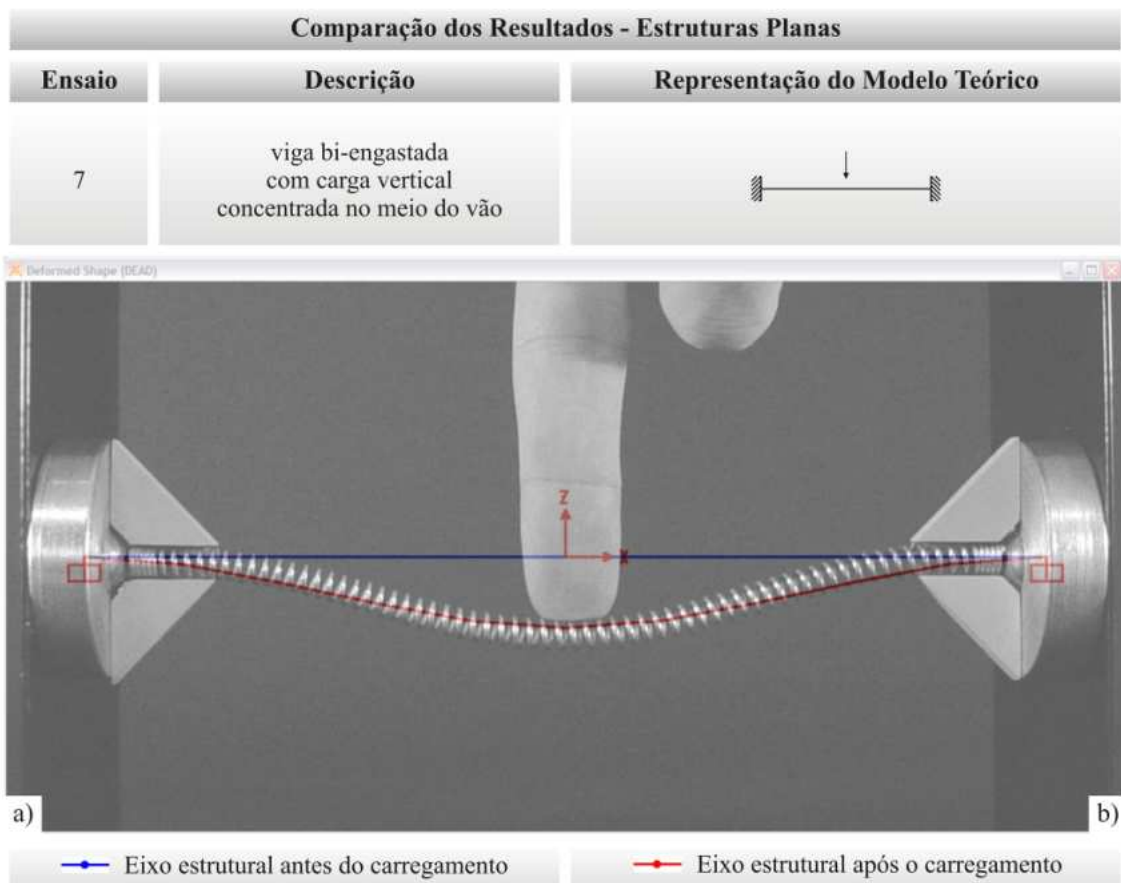 Comparação dos Resultados - Estruturas Planas
Ensaio
Descrição
Representação do Modelo Teórico
7
viga bi-engastada
com carga vertical
concentrada no meio do vão
Deformed Shape (DEAD)
Z
X
a)
b)
Eixo estrutural antes do carregamento
Eixo estrutural após o carregamento